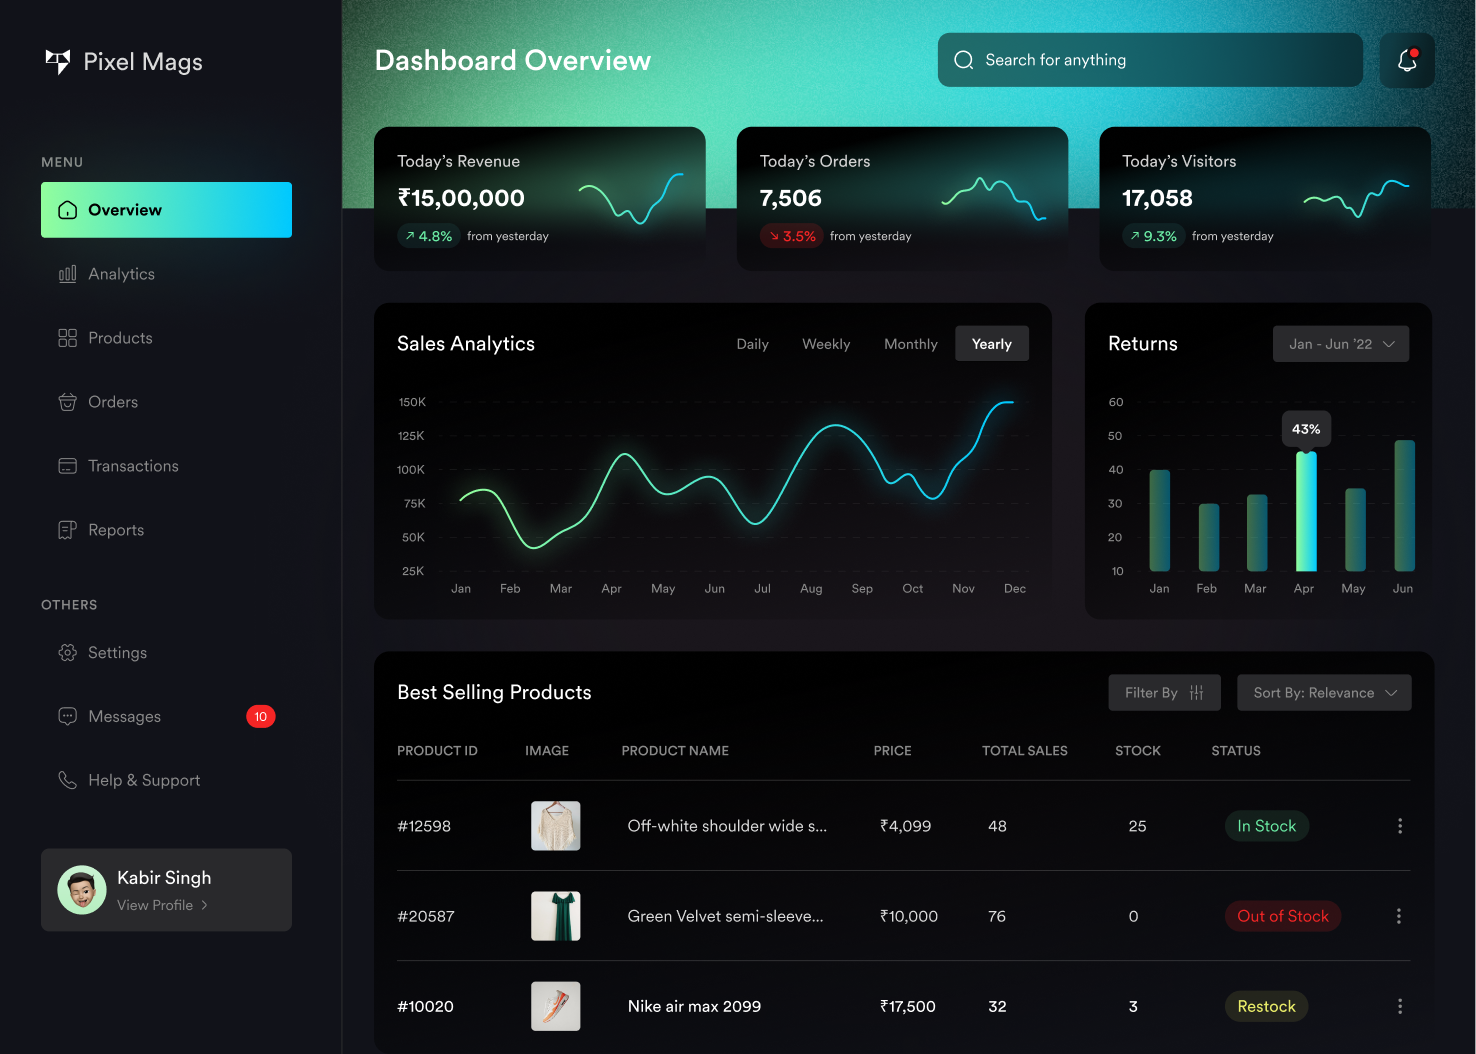 Pixel Mags
MENU
Overview
Analytics
Products
Orders
Transactions
Reports
OTHERS
Settings
Messages 10
Help & Support
Kabir Singh
View Profile
Dashboard Overview
Search for anything
Today’s Revenue
₹15,00,000
4.8% from yesterday
Today’s Orders
7,506
3.5% from yesterday
Today’s Visitors
17,058
9.3% from yesterday
Sales Analytics
Daily Weekly Monthly Yearly
150K
125K
100K
75K
50K
25K
Jan Feb Mar Apr May Jun Jul Aug Sep Oct Nov Dec
Returns
Jan - Jun ’22
60
50
43%
40
30
20
10
Jan Feb Mar Apr May Jun
Best Selling Products
Filter By
Sort By: Relevance
PRODUCT ID IMAGE PRODUCT NAME PRICE TOTAL SALES STOCK STATUS
#12598 Off-white shoulder wide s... ₹4,099 48 25 In Stock
#20587 Green Velvet semi-sleeve... ₹10,000 76 0 Out of Stock
#10020 Nike air max 2099 ₹17,500 32 3 Restock